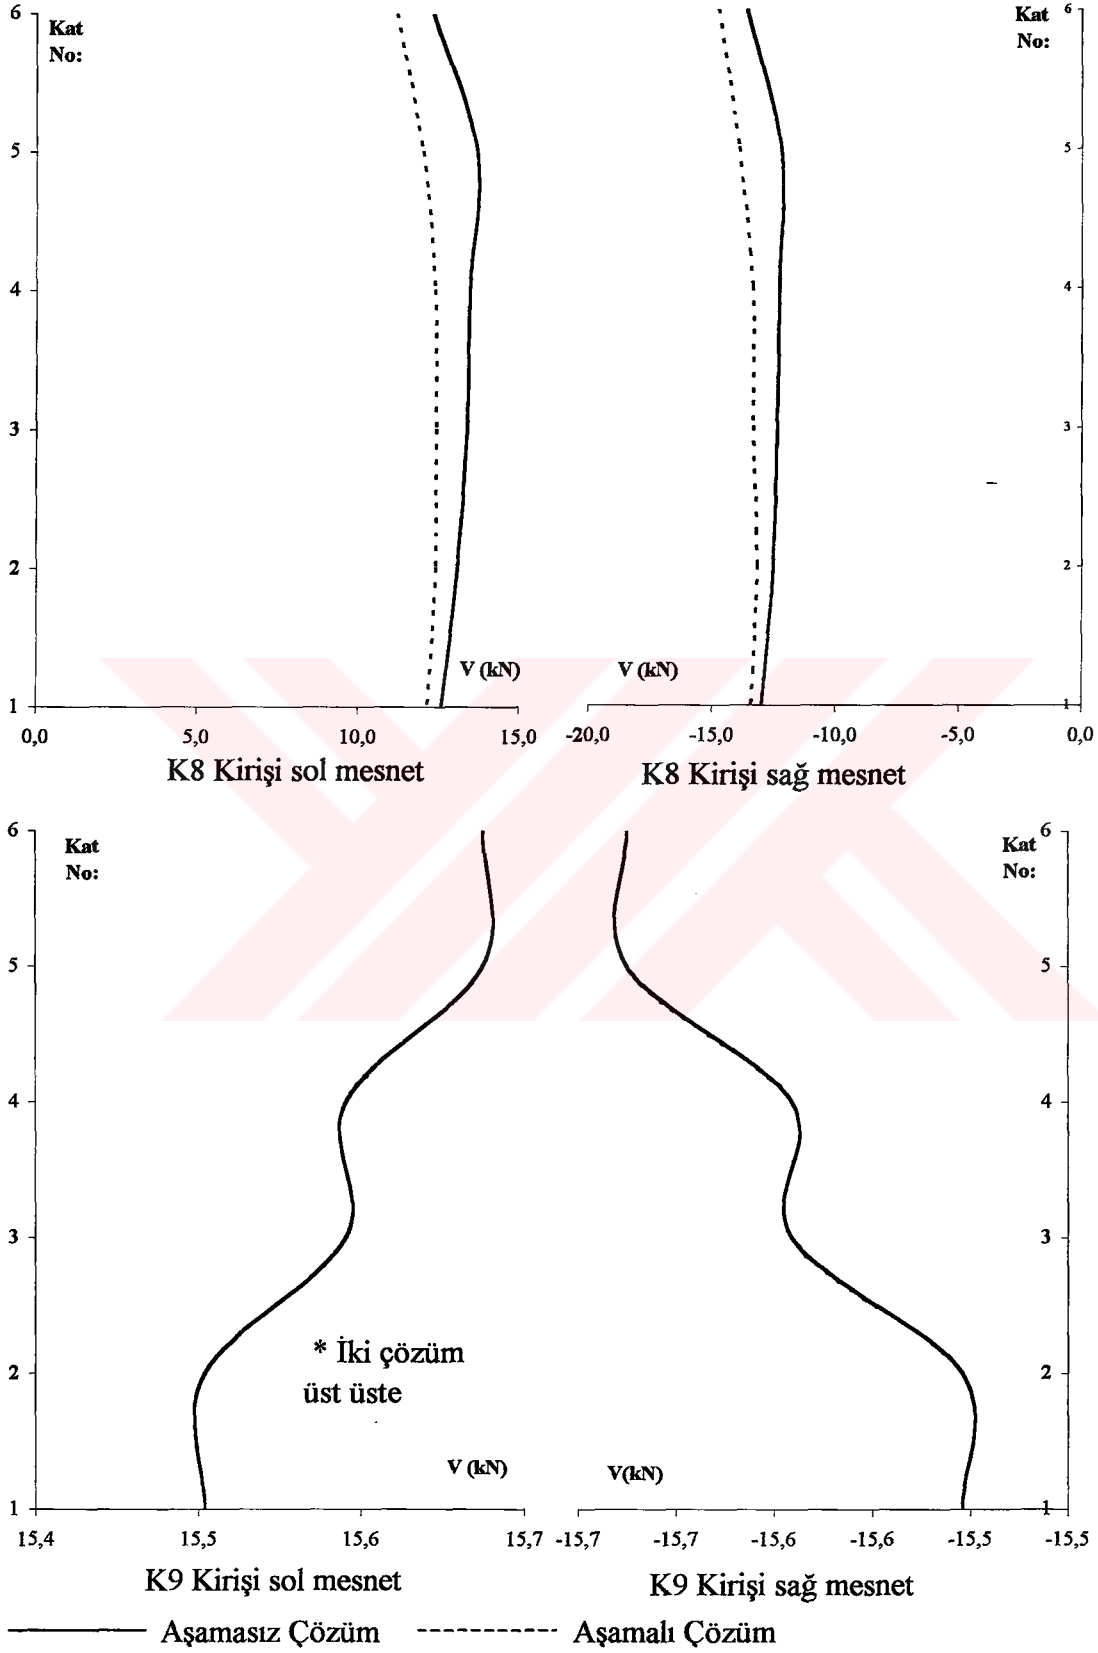 6
Kat
No:
5
4
3
2
1
V (kN)
0,0 5,0 10,0 15,0
K8 Kirişi sol mesnet
Kat
No:
6
5
4
3
2
1
V (kN)
-20,0 -15,0 -10,0 -5,0 0,0
K8 Kirişi sağ mesnet
6
Kat
No:
5
4
3
2
1
* İki çözüm
üst üste
V (kN)
15,4 15,5 15,6 15,7
K9 Kirişi sol mesnet
6
Kat
No:
5
4
3
2
1
V(kN)
-15,7 -15,7 -15,6 -15,6 -15,5 -15,5
K9 Kirişi sağ mesnet
Aşamasız Çözüm Aşamalı Çözüm